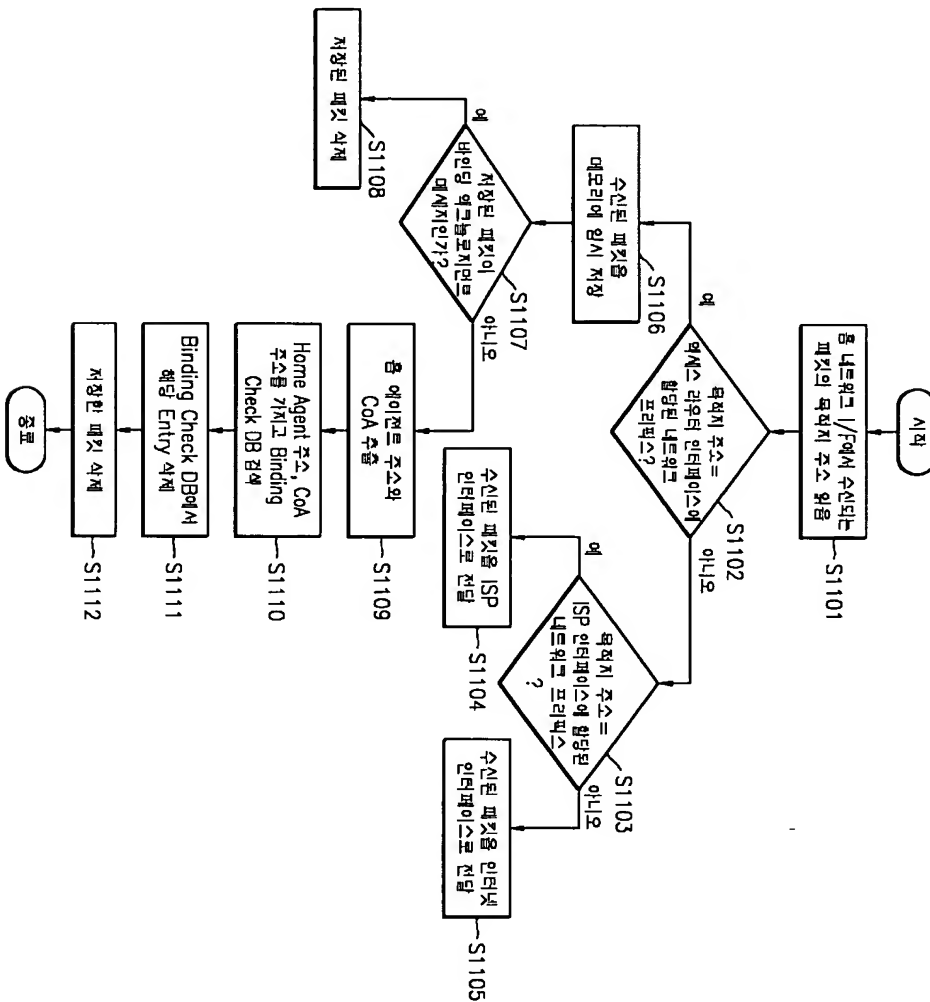 시작
홈 네트워크 I/F에서 수신되는
패킷의 목적지 주소 읽음
S1101
목적지 주소=
액세스 라우터 인터페이스에
할당된 네트워크
프리픽스?
S1102
예
아니오
수신된 패킷을
메모리에 임시 저장
S1106
목적지 주소=
ISP 인터페이스에 할당된
네트워크 프리픽스
?
S1103
예
아니오
저장된 패킷이
바인딩 애크놀로지먼트
메세지인가?
S1107
예
아니오
수신된 패킷을 ISP
인터페이스로 전달
S1104
수신된 패킷을 인터넷
인터페이스로 전달
S1105
저장된 패킷 삭제
S1108
홈 에이전트 주소와
CoA 추출
S1109
Home Agent 주소, CoA
주소를 가지고 Binding
Check DB 검색
S1110
Binding Check DB에서
해당 Entry 삭제
S1111
저장한 패킷 삭제
S1112
종료